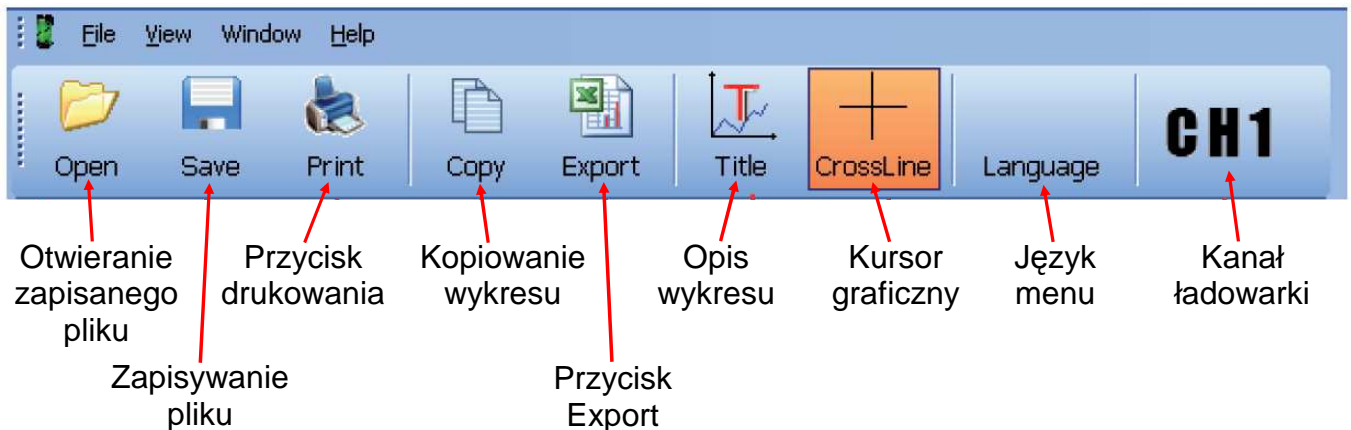 File View Window Help
Open Save Print Copy Export Title CrossLine Language CH1
Otwieranie
zapisanego
pliku
Przycisk
drukowania
Kopiowanie
wykresu
Opis
wykresu
Kursor
graficzny
Język
menu
Kanał
ładowarki
Zapisywanie
pliku
Przycisk
Export